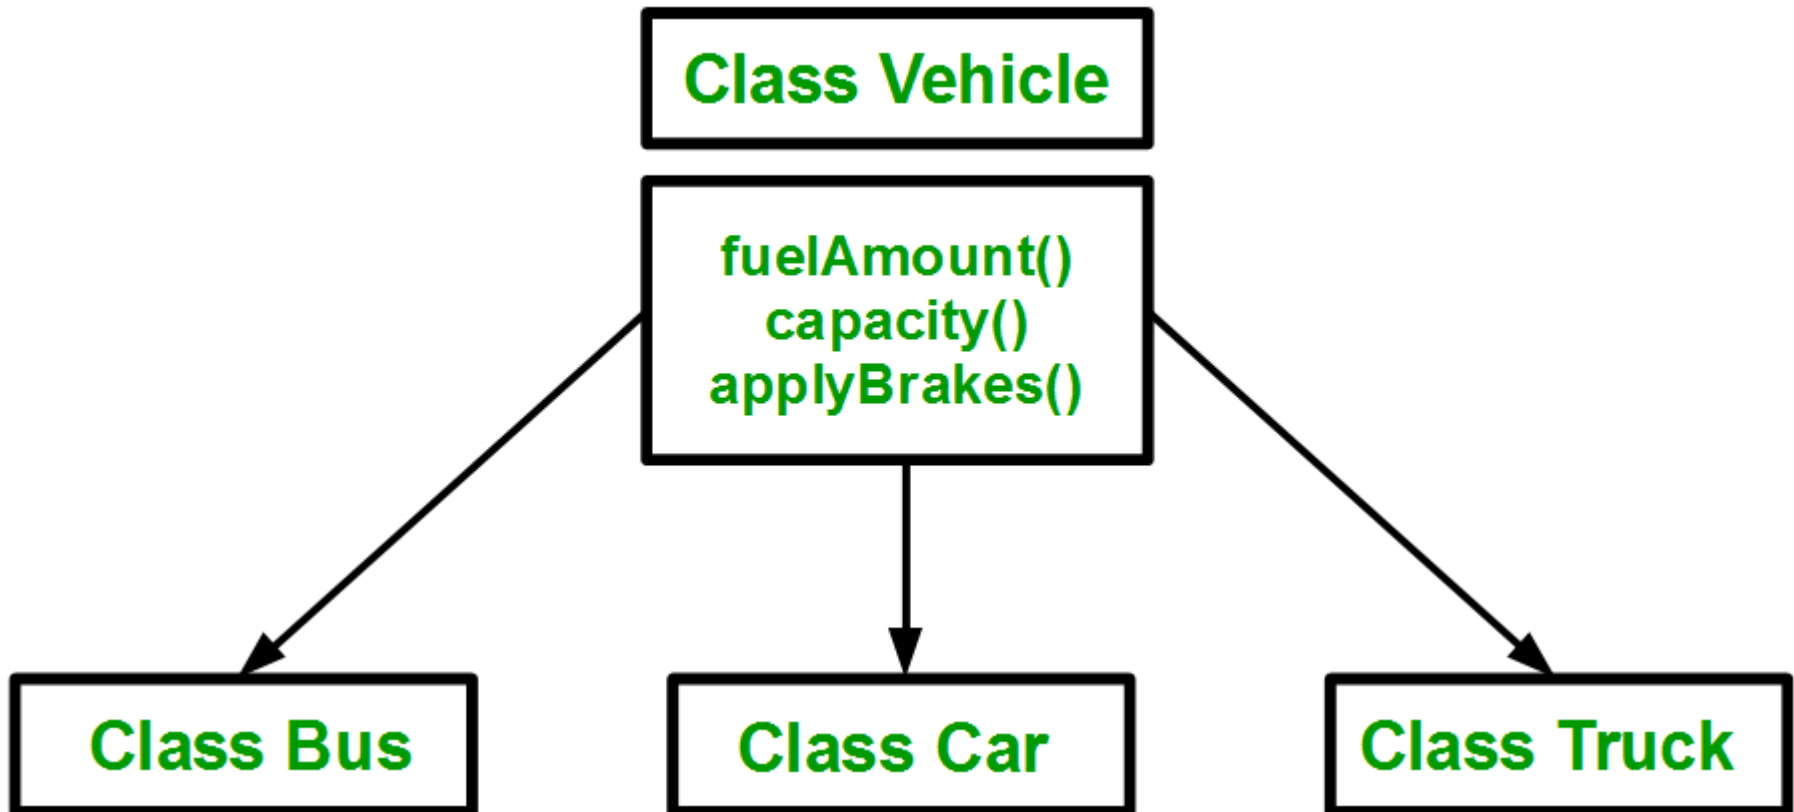 Class Vehicle
fuelAmount()
capacity()
applyBrakes()
Class Bus
Class Car
Class Truck